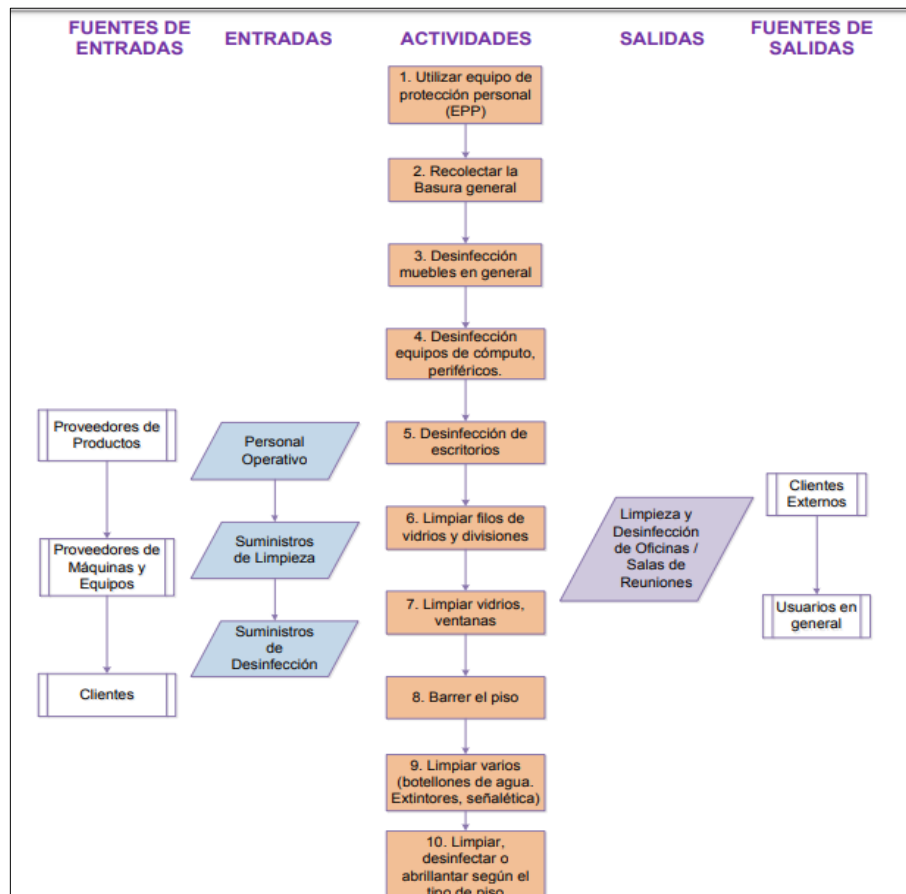 FUENTES DE
ENTRADAS
ENTRADAS
ACTIVIDADES
SALIDAS
FUENTES DE
SALIDAS
1. Utilizar equipo de
protección personal
(EPP)
2. Recolectar la
Basura general
3. Desinfección
muebles en general
4. Desinfección
equipos de cómputo,
periféricos.
5. Desinfección de
escritorios
6. Limpiar filos de
vidrios y divisiones
7. Limpiar vidrios,
ventanas
8. Barrer el piso
9. Limpiar varios
(botellones de agua.
Extintores, señalética)
10. Limpiar,
desinfectar o
abrillantar según el
tipo de piso
Proveedores de
Productos
Proveedores de
Máquinas y
Equipos
Clientes
Personal
Operativo
Suministros
de Limpieza
Suministros
de
Desinfección
Limpieza y
Desinfección
de Oficinas /
Salas de
Reuniones
Clientes
Externos
Usuarios en
general